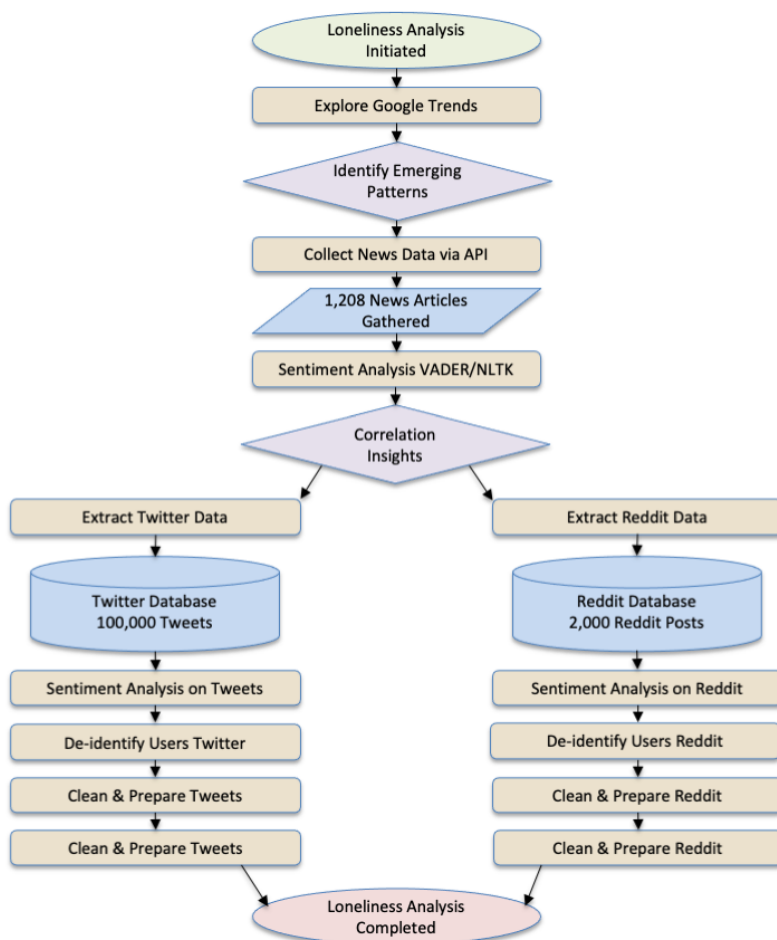 Loneliness Analysis
Initiated
Explore Google Trends
Identify Emerging
Patterns
Collect News Data via API
1,208 News Articles
Gathered
Sentiment Analysis VADER/NLTK
Correlation
Insights
Extract Twitter Data
Twitter Database
100,000 Tweets
Sentiment Analysis on Tweets
De-identify Users Twitter
Clean & Prepare Tweets
Clean & Prepare Tweets
Extract Reddit Data
Reddit Database
2,000 Reddit Posts
Sentiment Analysis on Reddit
De-identify Users Reddit
Clean & Prepare Reddit
Clean & Prepare Reddit
Loneliness Analysis
Completed